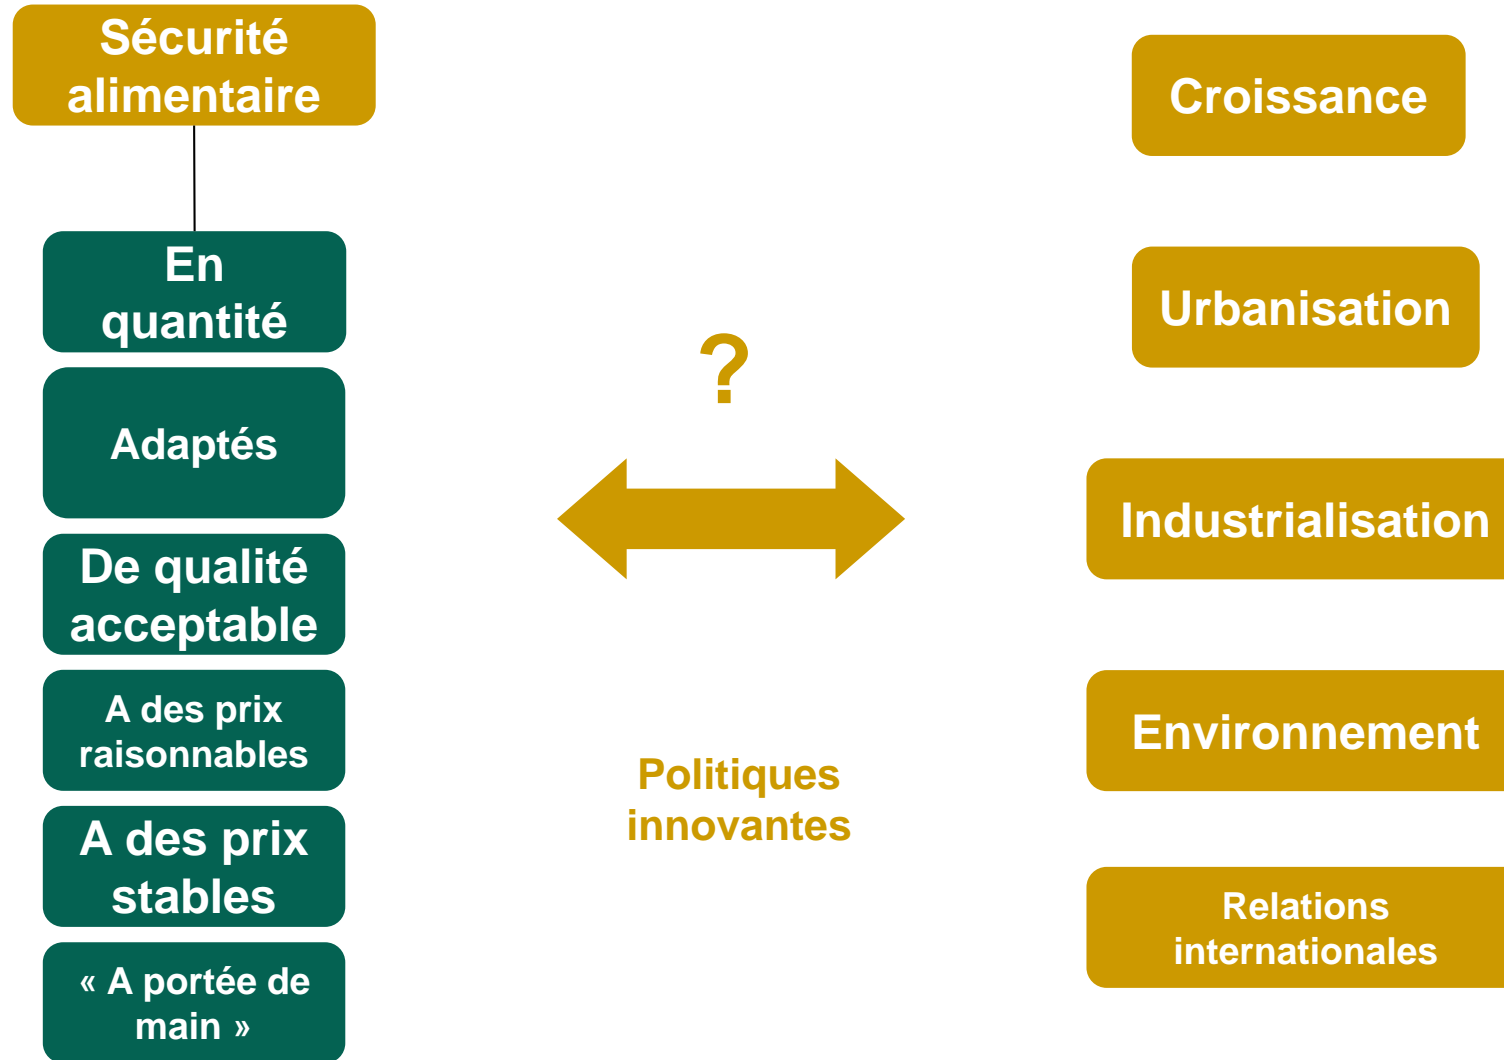 Sécurité
alimentaire
En
quantité
Adaptés
De qualité
acceptable
A des prix
raisonnables
A des prix
stables
« A portée de
main »
?
Politiques
innovantes
Croissance
Urbanisation
Industrialisation
Environnement
Relations
internationales